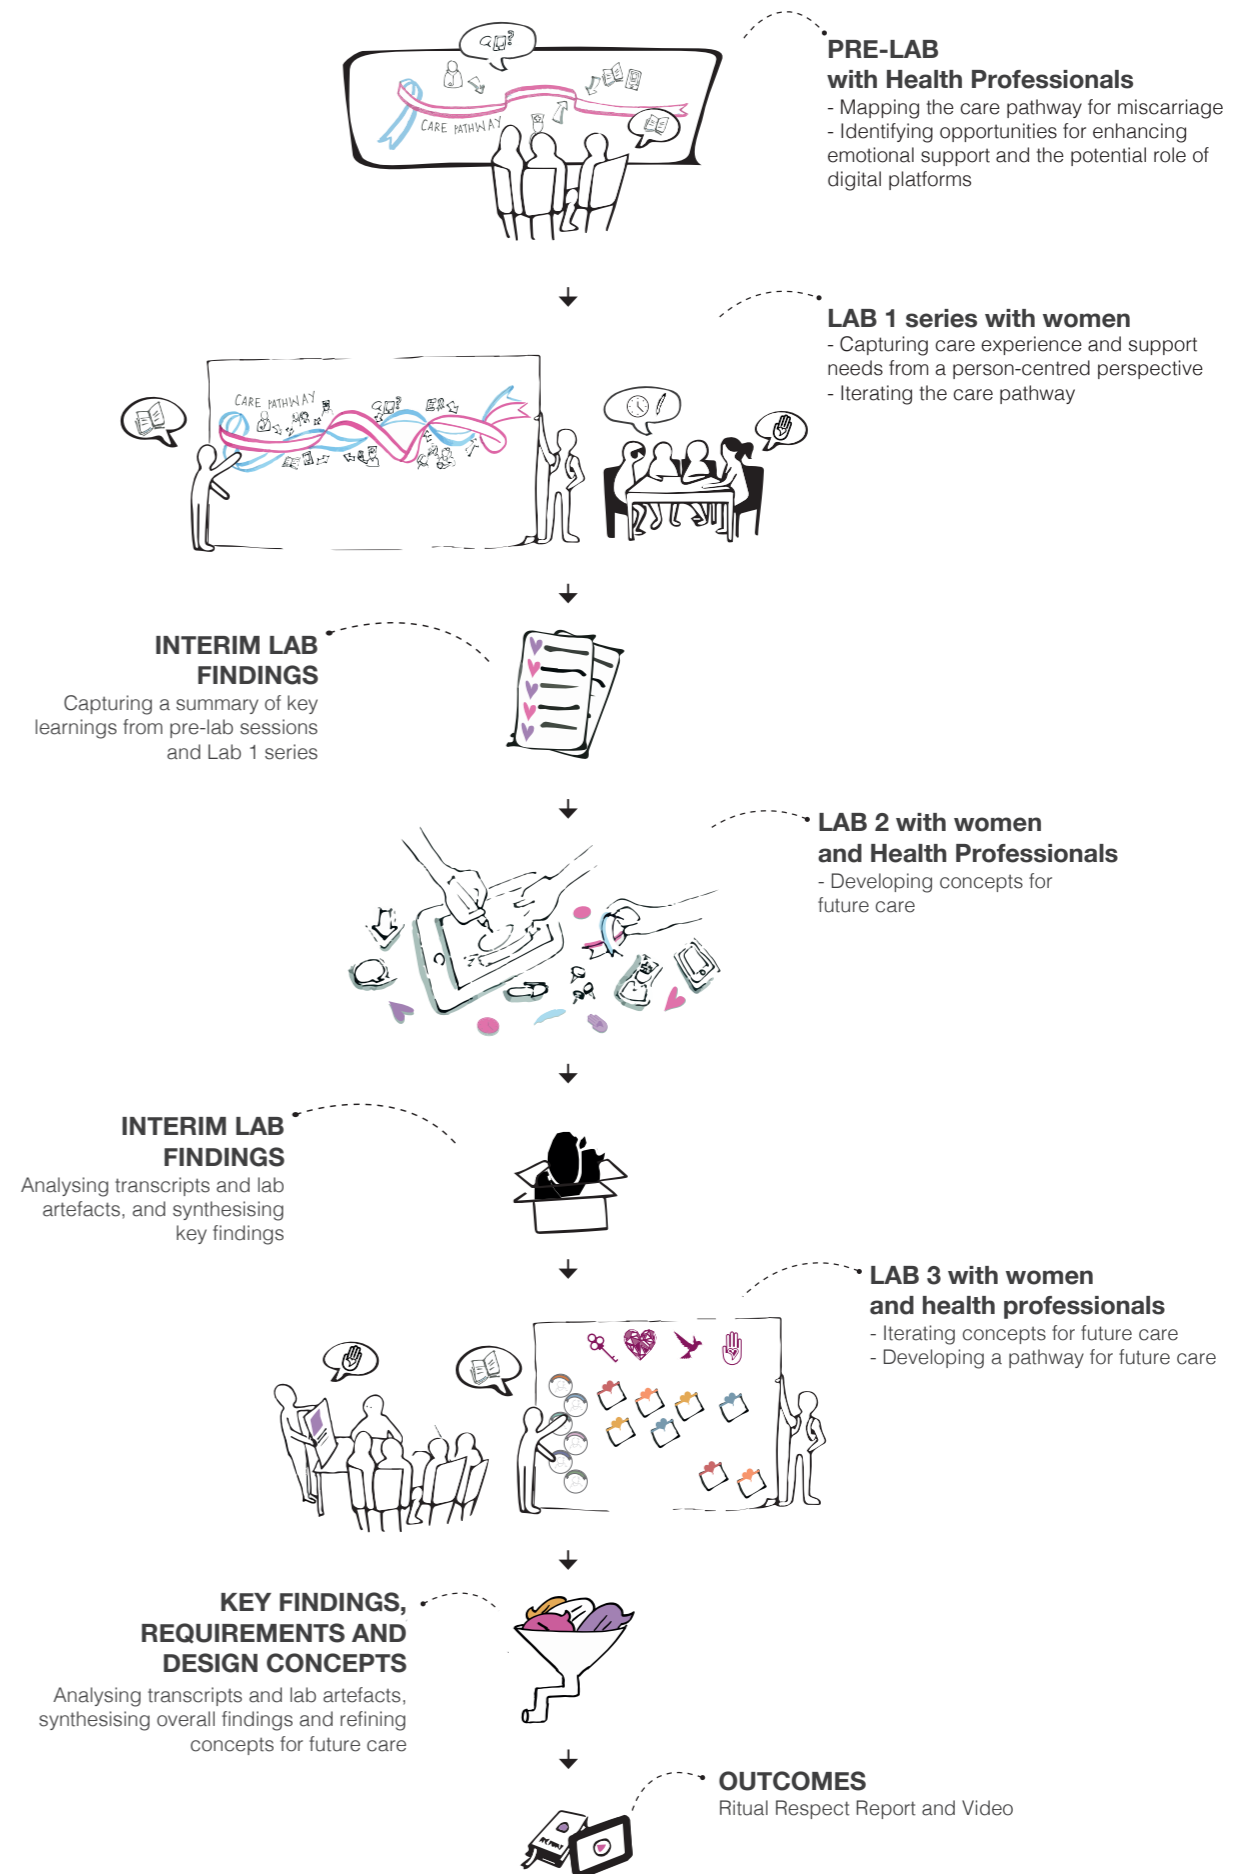 PRE-LAB
with Health Professionals
- Mapping the care pathway for miscarriage
- Identifying opportunities for enhancing
emotional support and the potential role of
digital platforms
CARE PATHWAY
LAB 1 series with women
- Capturing care experience and support
needs from a person-centred perspective
- Iterating the care pathway
CARE PATHWAY
INTERIM LAB
FINDINGS
Capturing a summary of key
learnings from pre-lab sessions
and Lab 1 series
LAB 2 with women
and Health Professionals
- Developing concepts for
future care
INTERIM LAB
FINDINGS
Analysing transcripts and lab
artefacts, and synthesising
key findings
LAB 3 with women
and health professionals
- Iterating concepts for future care
- Developing a pathway for future care
KEY FINDINGS,
REQUIREMENTS AND
DESIGN CONCEPTS
Analysing transcripts and lab artefacts,
synthesising overall findings and refining
concepts for future care
OUTCOMES
Ritual Respect Report and Video
REPORT